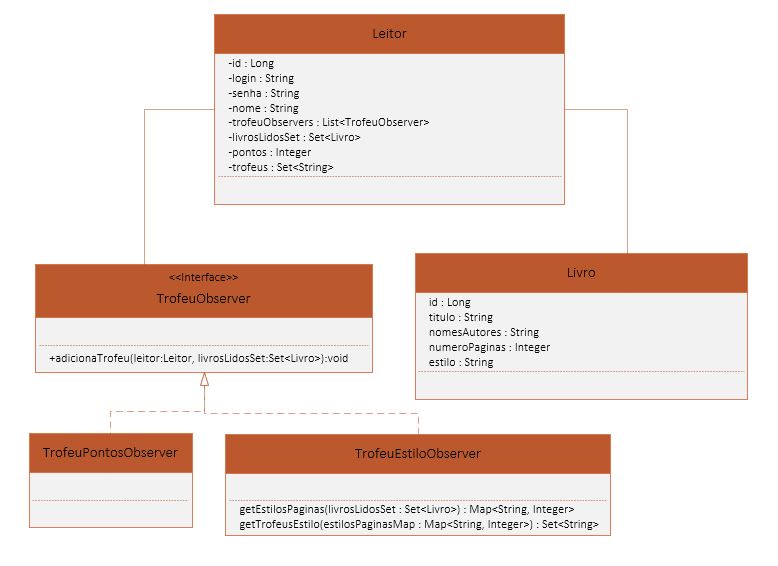 Leitor
-id : Long
-login : String
-senha : String
-nome : String
-trofeuObservers : List<TrofeuObserver>
-livrosLidosSet : Set<Livro>
-pontos : Integer
-trofeus : Set<String>
<<Interface>>
TrofeuObserver
+adicionaTrofeu(leitor:Leitor, livrosLidosSet:Set<Livro>):void
Livro
id : Long
titulo : String
nomesAutores : String
numeroPaginas : Integer
estilo : String
TrofeuPontosObserver
TrofeuEstiloObserver
getEstilosPaginas(livrosLidosSet : Set<Livro>) : Map<String, Integer>
getTrofeusEstilo(estilosPaginasMap : Map<String, Integer>) : Set<String>